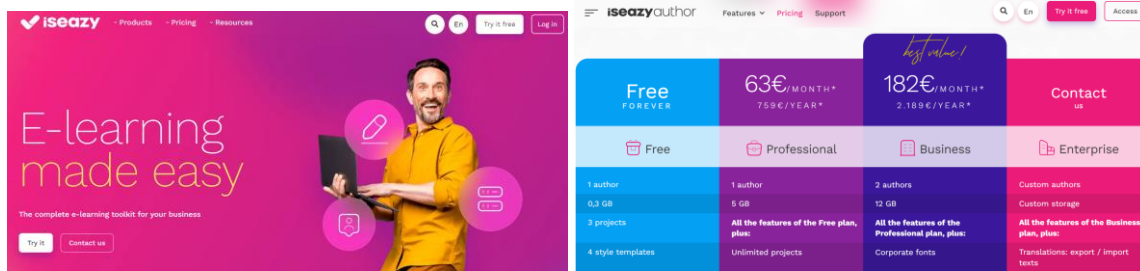 iseazy
Products
Pricing
Resources
En
Try it free
Log in
E-learning
made easy
The complete e-learning toolkit for your business
Try it
Contact us
iseazy author
Features
Pricing
Support
En
Try it free
Access
best value!
Free
FOREVER
63€/MONTH*
759€/YEAR*
182€/MONTH*
2.189€/YEAR*
Contact
us
Free
Professional
Business
Enterprise
1 author
1 author
2 authors
Custom authors
0,3 GB
5 GB
12 GB
Custom storage
3 projects
All the features of the Free plan,
plus:
All the features of the
Professional plan, plus:
All the features of the Business
plan, plus:
4 style templates
Unlimited projects
Corporate fonts
Translations: export / import
texts